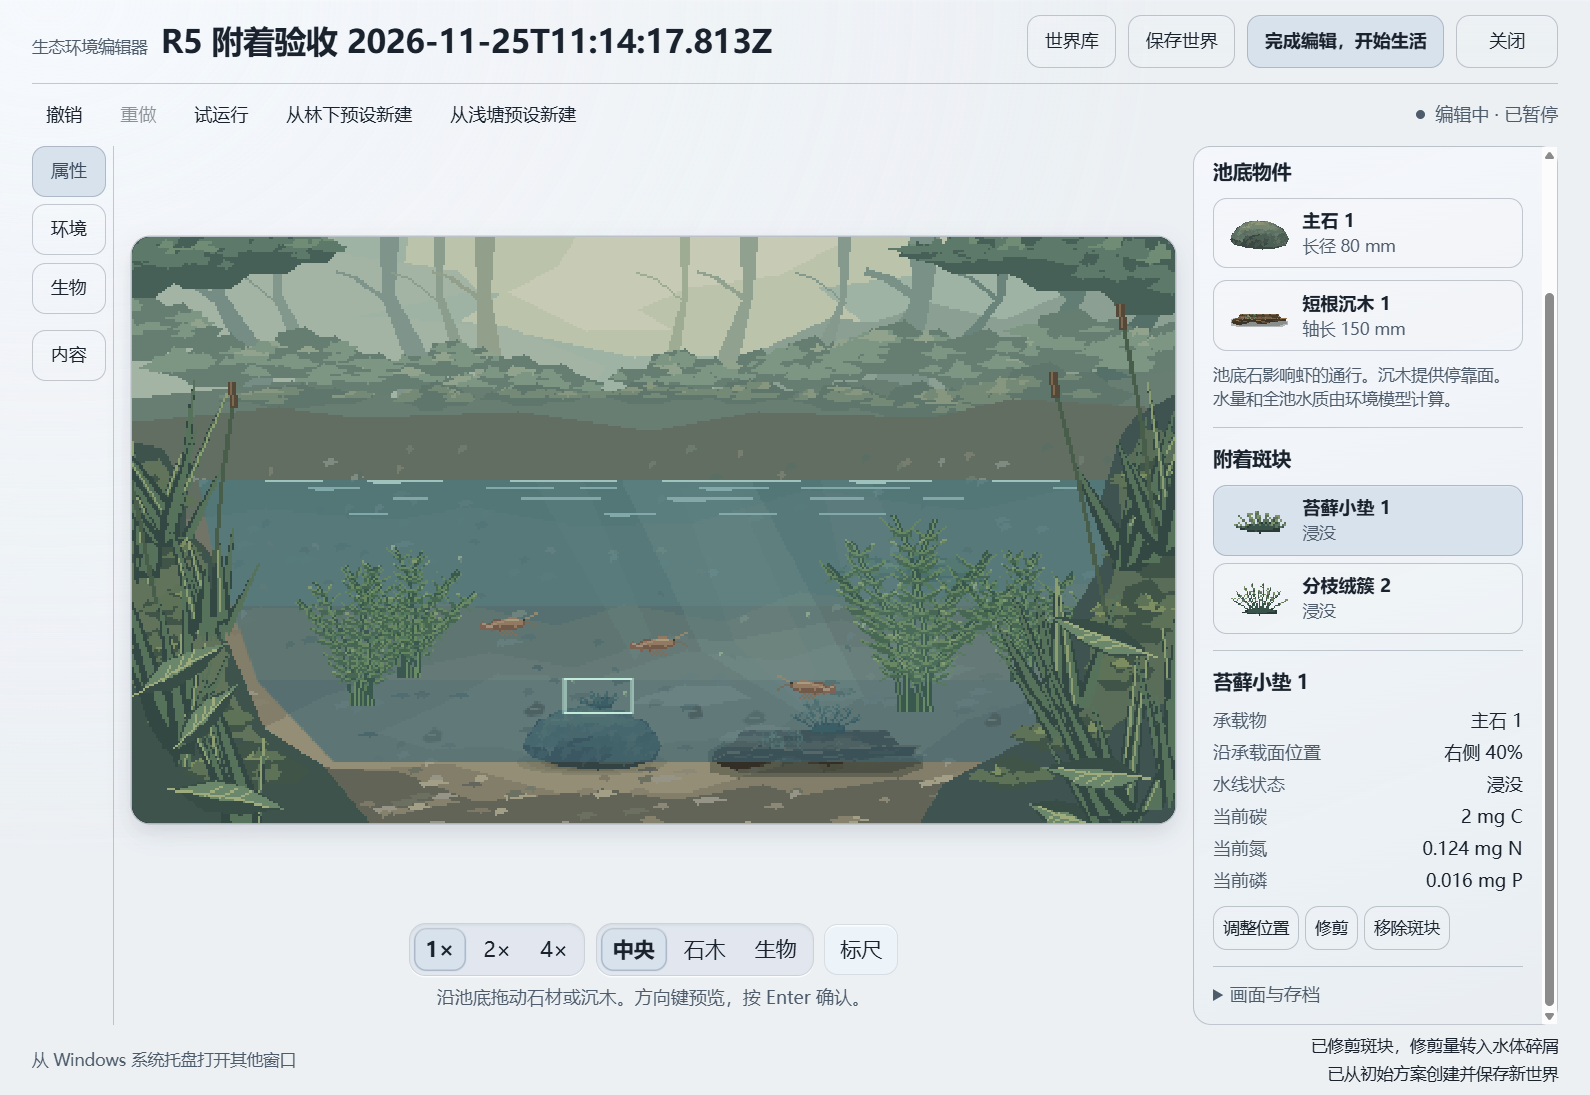 生态环境编辑器 R5 附着验收 2026-11-25T11:14:17.813Z
世界库 保存世界 完成编辑，开始生活 关闭
撤销 重做 试运行 从林下预设新建 从浅塘预设新建
编辑中 · 已暂停
属性
环境
生物
内容
池底物件
主石 1
长径 80 mm
短根沉木 1
轴长 150 mm
池底石影响虾的通行。沉木提供停靠面。
水量和全池水质由环境模型计算。
附着斑块
苔藓小垫 1
浸没
分枝绒簇 2
浸没
苔藓小垫 1
承载物 主石 1
沿承载面位置 右侧 40%
水线状态 浸没
当前碳 2 mg C
当前氮 0.124 mg N
当前磷 0.016 mg P
调整位置 修剪 移除斑块
画面与存档
1× 2× 4× 中央 石木 生物 标尺
沿池底拖动石材或沉木。方向键预览，按 Enter 确认。
从 Windows 系统托盘打开其他窗口
已修剪斑块，修剪量转入水体碎屑
已从初始方案创建并保存新世界